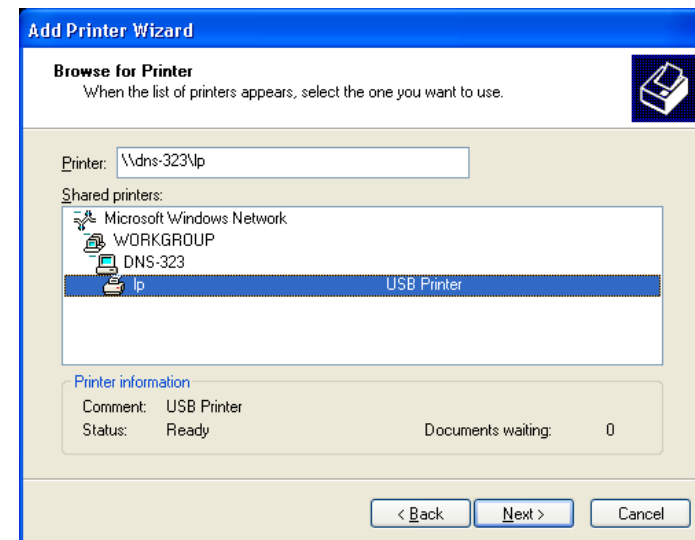 Add Printer Wizard
Browse for Printer
When the list of printers appears, select the one you want to use.
Printer: \\dns-323\lp
Shared printers:
Microsoft Windows Network
WORKGROUP
DNS-323
lp USB Printer
Printer information
Comment: USB Printer
Status: Ready Documents waiting: 0
< Back Next > Cancel